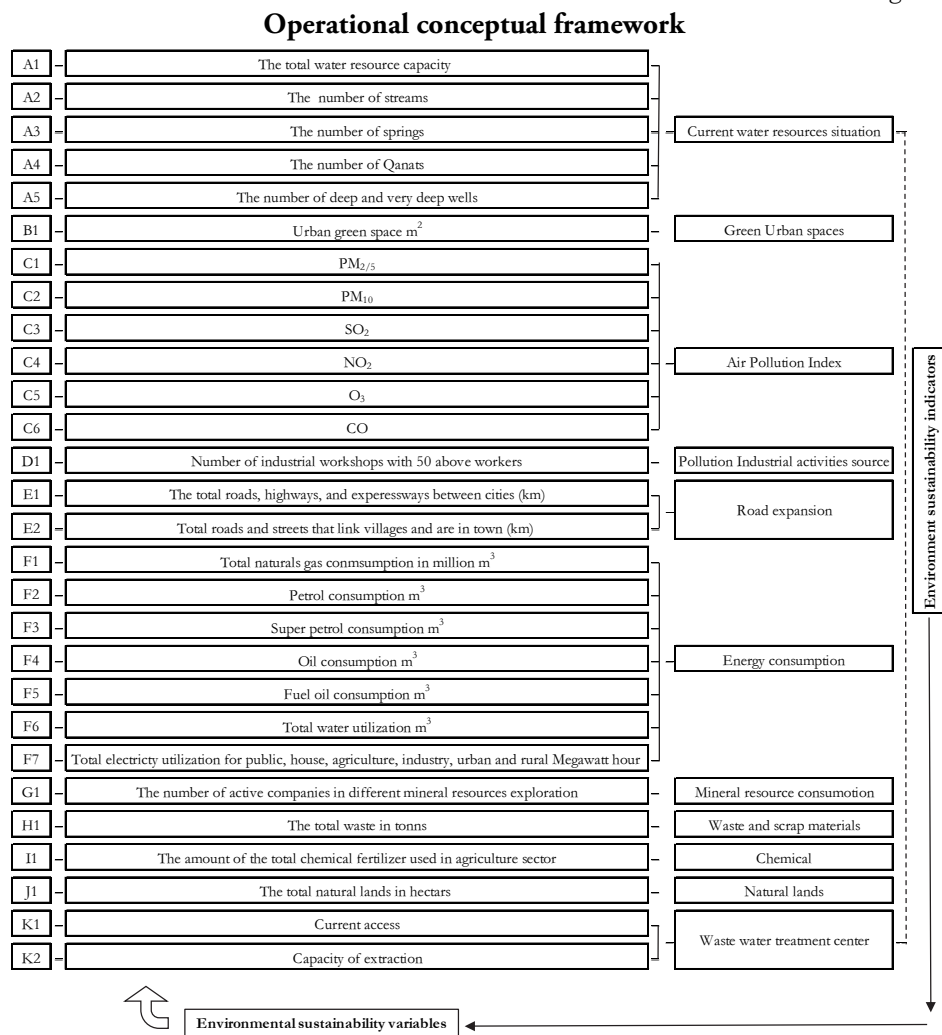 Operational conceptual framework
A1 The total water resource capacity
A2 The number of streams
A3 The number of springs
Current water resources situation
A4 The number of Qanats
A5 The number of deep and very deep wells
B1 Urban green space m²
Green Urban spaces
C1 PM₂/₅
C2 PM₁₀
C3 SO₂
C4 NO₂
Air Pollution Index
C5 O₃
C6 CO
D1 Number of industrial workshops with 50 above workers
Pollution Industrial activities source
E1 The total roads, highways, and experessways between cities (km)
Road expansion
E2 Total roads and streets that link villages and are in town (km)
F1 Total naturals gas conmsumption in million m³
F2 Petrol consumption m³
F3 Super petrol consumption m³
F4 Oil consumption m³
Energy consumption
F5 Fuel oil consumption m³
F6 Total water utilization m³
F7 Total electricty utilization for public, house, agriculture, industry, urban and rural Megawatt hour
G1 The number of active companies in different mineral resources exploration
Mineral resource consumotion
H1 The total waste in tonns
Waste and scrap materials
I1 The amount of the total chemical fertilizer used in agriculture sector
Chemical
J1 The total natural lands in hectars
Natural lands
K1 Current access
Waste water treatment center
K2 Capacity of extraction
Environment sustainability indicators
Environmental sustainability variables